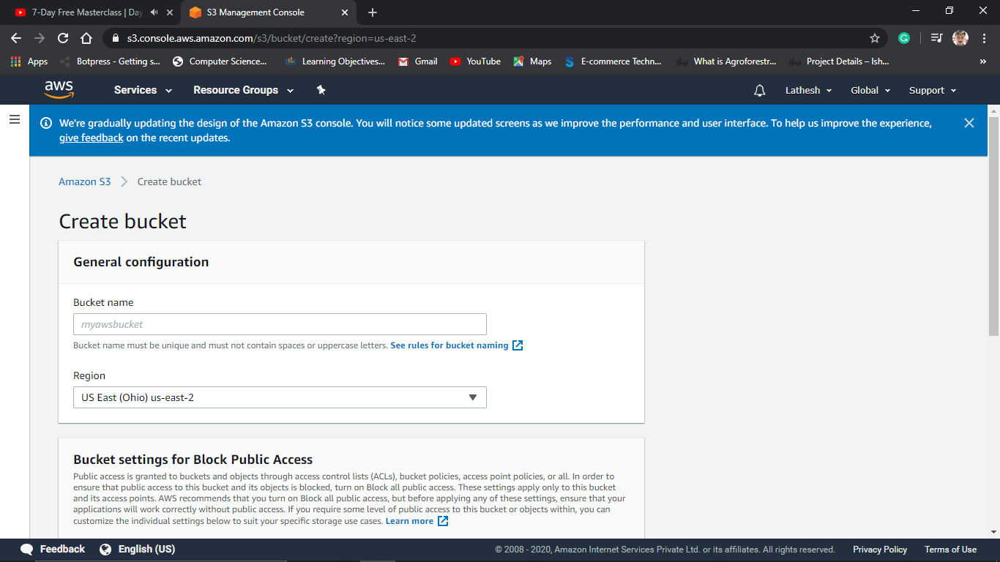 7-Day Free Masterclass | Day
S3 Management Console
s3.console.aws.amazon.com/s3/bucket/create?region=us-east-2
Apps
Botpress - Getting s...
Computer Science...
Learning Objectives...
Gmail
YouTube
Maps
E-commerce Techn...
What is Agroforestr...
Project Details – Ish...
»
aws
Services
Resource Groups
Lathesh
Global
Support
We're gradually updating the design of the Amazon S3 console. You will notice some updated screens as we improve the performance and user interface. To help us improve the experience,
give feedback on the recent updates.
Amazon S3
Create bucket
Create bucket
General configuration
Bucket name
myawsbucket
Bucket name must be unique and must not contain spaces or uppercase letters. See rules for bucket naming
Region
US East (Ohio) us-east-2
Bucket settings for Block Public Access
Public access is granted to buckets and objects through access control lists (ACLs), bucket policies, access point policies, or all. In order to
ensure that public access to this bucket and its objects is blocked, turn on Block all public access. These settings apply only to this bucket
and its access points. AWS recommends that you turn on Block all public access, but before applying any of these settings, ensure that your
applications will work correctly without public access. If you require some level of public access to this bucket or objects within, you can
customize the individual settings below to suit your specific storage use cases. Learn more
Feedback
English (US)
© 2008 - 2020, Amazon Internet Services Private Ltd. or its affiliates. All rights reserved.
Privacy Policy
Terms of Use